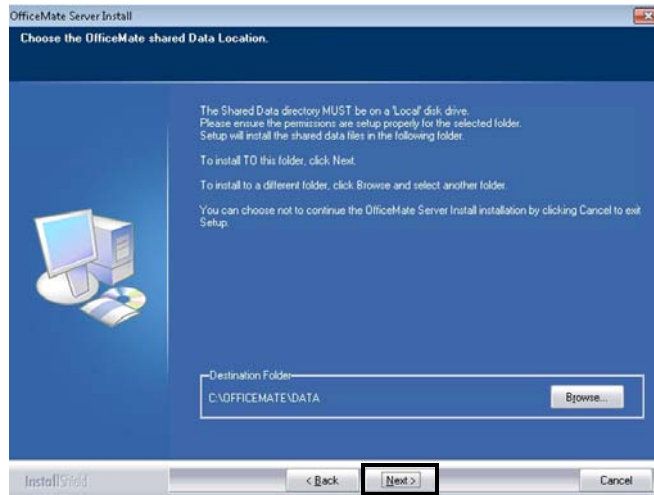 OfficeMate Server Install
Choose the OfficeMate shared Data Location.
The Shared Data directory MUST be on a 'Local' disk drive.
Please ensure the permissions are setup properly for the selected folder.
Setup will install the shared data files in the following folder.
To install TO this folder, click Next.
To install to a different folder, click Browse and select another folder.
You can choose not to continue the OfficeMate Server Install installation by clicking Cancel to exit
Setup.
Destination Folder
C:\OFFICEMATE\DATA
Browse...
InstallShield
< Back
Next >
Cancel